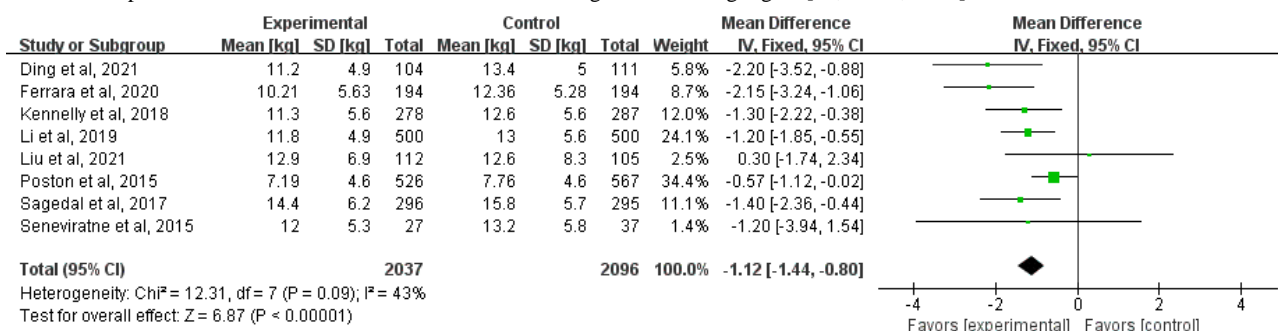 Experimental Control Mean Difference Mean Difference
Study or Subgroup Mean [kg] SD [kg] Total Mean [kg] SD [kg] Total Weight IV, Fixed, 95% CI IV, Fixed, 95% CI
Ding et al, 2021 11.2 4.9 104 13.4 5 111 5.8% -2.20 [-3.52, -0.88]
Ferrara et al, 2020 10.21 5.63 194 12.36 5.28 194 8.7% -2.15 [-3.24, -1.06]
Kennelly et al, 2018 11.3 5.6 278 12.6 5.6 287 12.0% -1.30 [-2.22, -0.38]
Li et al, 2019 11.8 4.9 500 13 5.6 500 24.1% -1.20 [-1.85, -0.55]
Liu et al, 2021 12.9 6.9 112 12.6 8.3 105 2.5% 0.30 [-1.74, 2.34]
Poston et al, 2015 7.19 4.6 526 7.76 4.6 567 34.4% -0.57 [-1.12, -0.02]
Sagedal et al, 2017 14.4 6.2 296 15.8 5.7 295 11.1% -1.40 [-2.36, -0.44]
Seneviratne et al, 2015 12 5.3 27 13.2 5.8 37 1.4% -1.20 [-3.94, 1.54]
Total (95% CI) 2037 2096 100.0% -1.12 [-1.44, -0.80]
Heterogeneity: Chi² = 12.31, df = 7 (P = 0.09); I² = 43%
Test for overall effect: Z = 6.87 (P < 0.00001)
-4 -2 0 2 4
Favors [experimental] Favors [control]